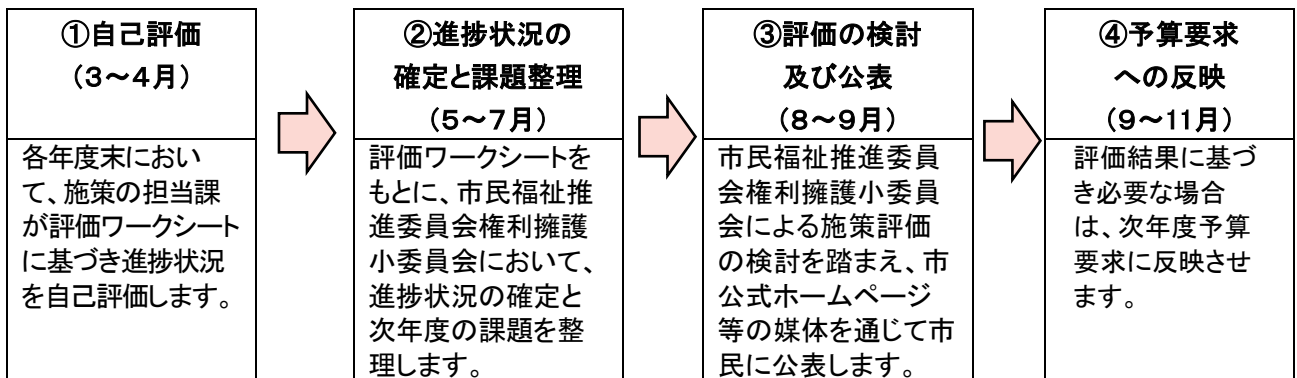 ①自己評価
（3～4月）
各年度末におい
て、施策の担当課
が評価ワークシート
に基づき進捗状況
を自己評価します。
②進捗状況の
確定と課題整理
（5～7月）
評価ワークシートを
もとに、市民福祉推
進委員会権利擁護
小委員会において、
進捗状況の確定と
次年度の課題を整
理します。
③評価の検討
及び公表
（8～9月）
市民福祉推進委員
会権利擁護小委員
会による施策評価
の検討を踏まえ、市
公式ホームページ
等の媒体を通じて市
民に公表します。
④予算要求
への反映
（9～11月）
評価結果に基づ
き必要な場合
は、次年度予算
要求に反映させ
ます。